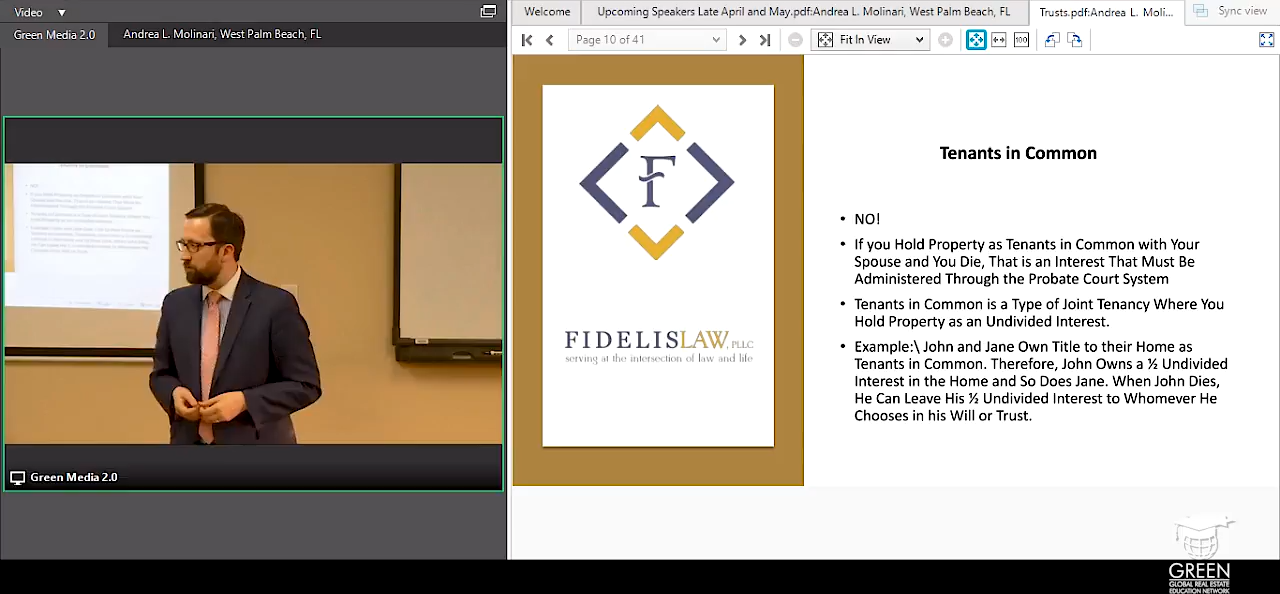 Video
Green Media 2.0
Andrea L. Molinari, West Palm Beach, FL
Green Media 2.0
Welcome
Upcoming Speakers Late April and May.pdf:Andrea L. Molinari, West Palm Beach, FL
Trusts.pdf:Andrea L. Moli...
Sync view
Page 10 of 41
Fit In View
100
F
FIDELISLAW, PLLC
serving at the intersection of law and life
Tenants in Common
• NO!
• If you Hold Property as Tenants in Common with Your
Spouse and You Die, That is an Interest That Must Be
Administered Through the Probate Court System
• Tenants in Common is a Type of Joint Tenancy Where You
Hold Property as an Undivided Interest.
• Example:\ John and Jane Own Title to their Home as
Tenants in Common. Therefore, John Owns a ½ Undivided
Interest in the Home and So Does Jane. When John Dies,
He Can Leave His ½ Undivided Interest to Whomever He
Chooses in his Will or Trust.
GREEN
GLOBAL REAL ESTATE
EDUCATION NETWORK